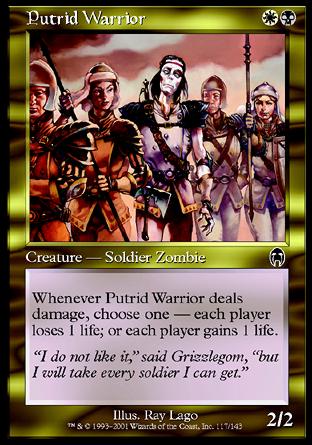 Putrid Warrior
Creature — Soldier Zombie
Whenever Putrid Warrior deals
damage, choose one — each player
loses 1 life; or each player gains 1 life.
“I do not like it,” said Grizzlegom, “but
I will take every soldier I can get.”
2/2
Illus. Ray Lago
™ & © 1993–2001 Wizards of the Coast, Inc. 117/143